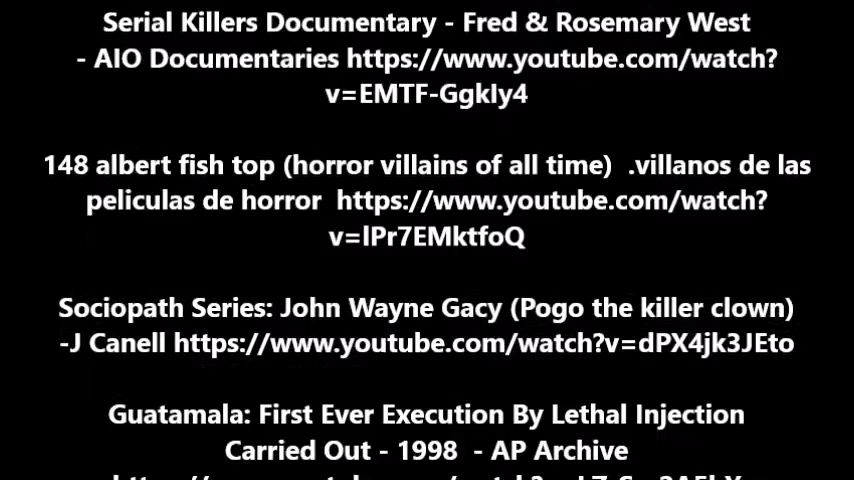 Serial Killers Documentary - Fred & Rosemary West
- AIO Documentaries https://www.youtube.com/watch?
v=EMTF-GgkIy4
148 albert fish top (horror villains of all time)  .villanos de las
peliculas de horror  https://www.youtube.com/watch?
v=lPr7EMktfoQ
Sociopath Series: John Wayne Gacy (Pogo the killer clown)
-J Canell https://www.youtube.com/watch?v=dPX4jk3JEto
Guatamala: First Ever Execution By Lethal Injection
Carried Out - 1998  - AP Archive